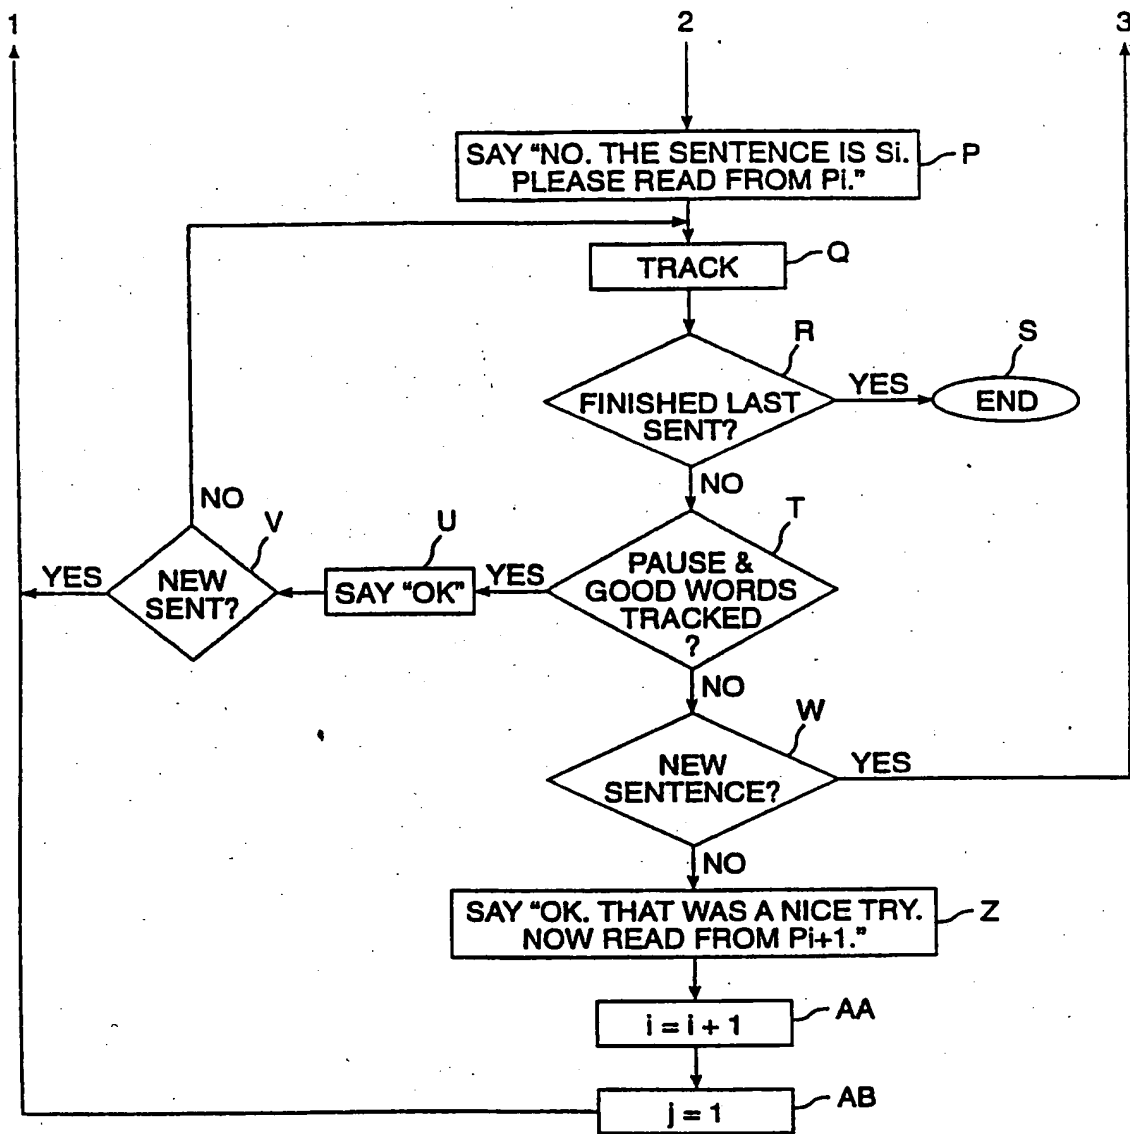 1
2
3
SAY “NO. THE SENTENCE IS Si.
PLEASE READ FROM Pi.”
P
TRACK
Q
R
FINISHED LAST
SENT?
YES
S
END
NO
NO
V
NEW
SENT?
YES
U
SAY “OK”
YES
T
PAUSE &
GOOD WORDS
TRACKED
?
NO
W
NEW
SENTENCE?
YES
NO
SAY “OK. THAT WAS A NICE TRY.
NOW READ FROM Pi+1.”
Z
i = i + 1
AA
j = 1
AB